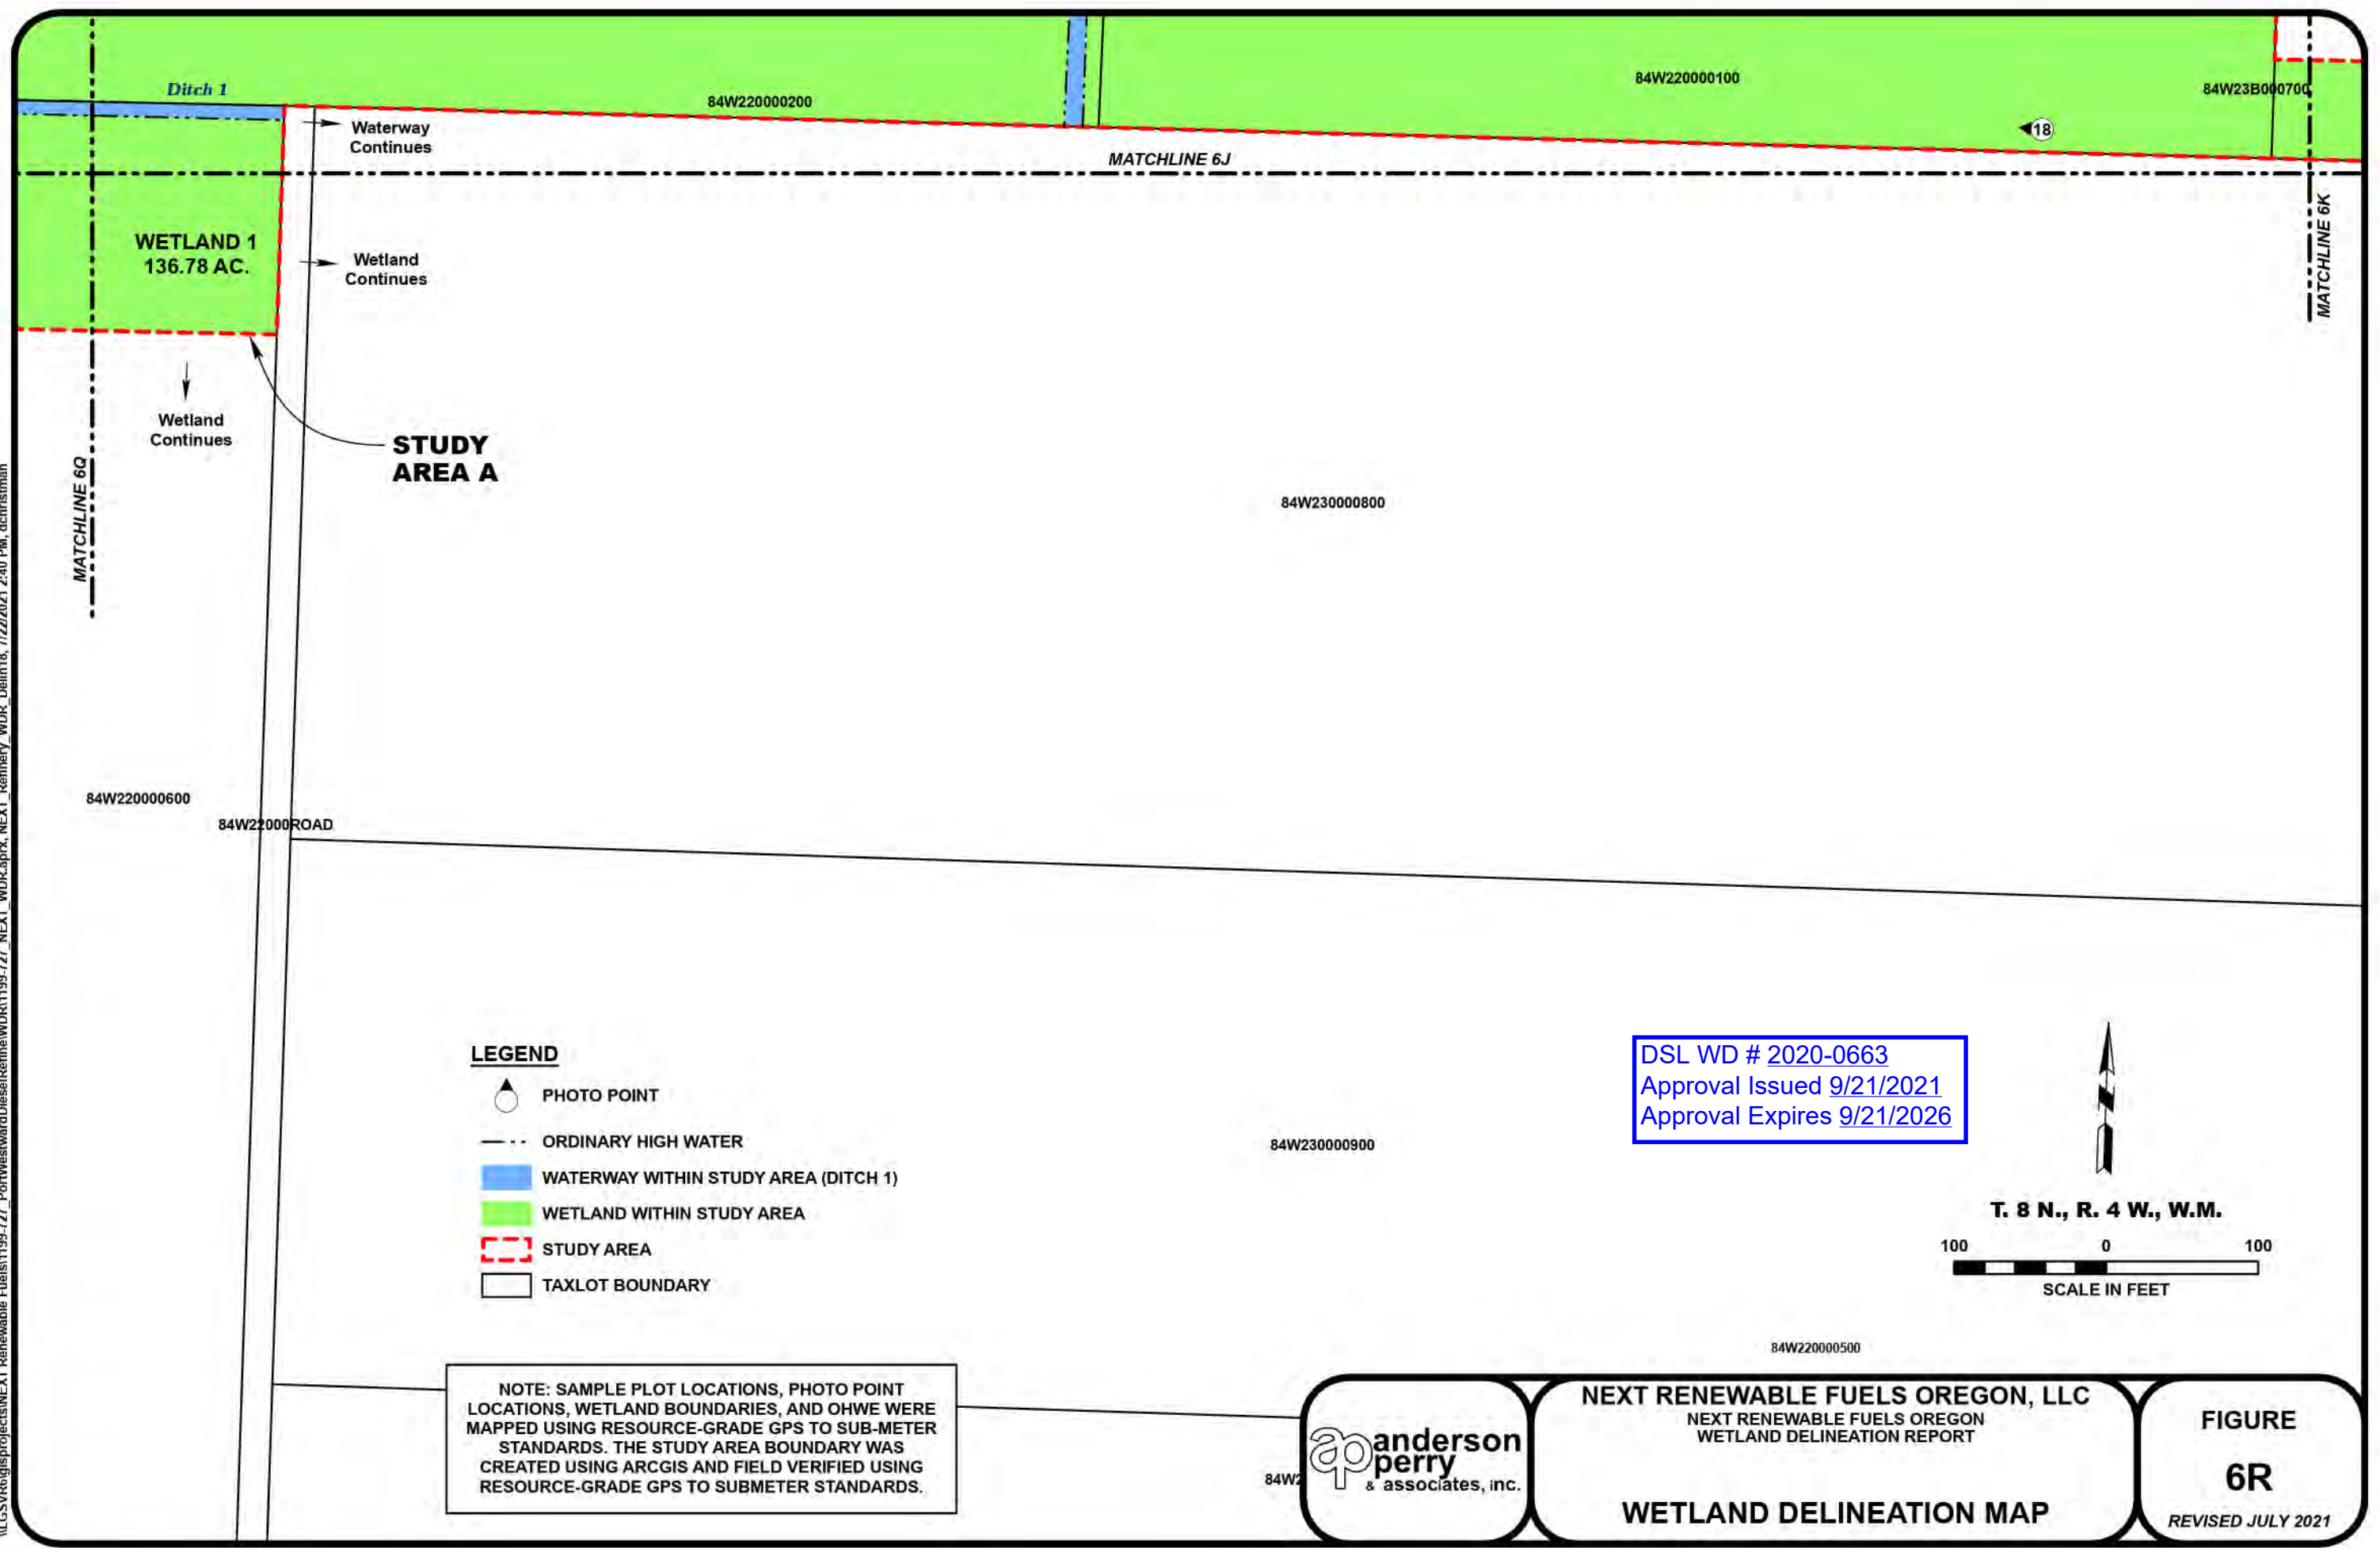 Ditch 1
84W220000200
84W220000100
84W23B000700
18
Waterway
Continues
MATCHLINE 6J
MATCHLINE 6K
WETLAND 1
136.78 AC.
Wetland
Continues
Wetland
Continues
STUDY
AREA A
MATCHLINE 6Q
84W230000800
84W220000600
84W22000ROAD
LEGEND
PHOTO POINT
ORDINARY HIGH WATER
WATERWAY WITHIN STUDY AREA (DITCH 1)
WETLAND WITHIN STUDY AREA
STUDY AREA
TAXLOT BOUNDARY
84W230000900
DSL WD # 2020-0663
Approval Issued 9/21/2021
Approval Expires 9/21/2026
T. 8 N., R. 4 W., W.M.
100 0 100
SCALE IN FEET
84W220000500
NOTE: SAMPLE PLOT LOCATIONS, PHOTO POINT
LOCATIONS, WETLAND BOUNDARIES, AND OHWE WERE
MAPPED USING RESOURCE-GRADE GPS TO SUB-METER
STANDARDS. THE STUDY AREA BOUNDARY WAS
CREATED USING ARCGIS AND FIELD VERIFIED USING
RESOURCE-GRADE GPS TO SUBMETER STANDARDS.
84W2
ap
anderson
perry
& associates, inc.
NEXT RENEWABLE FUELS OREGON, LLC
NEXT RENEWABLE FUELS OREGON
WETLAND DELINEATION REPORT
WETLAND DELINEATION MAP
FIGURE
6R
REVISED JULY 2021